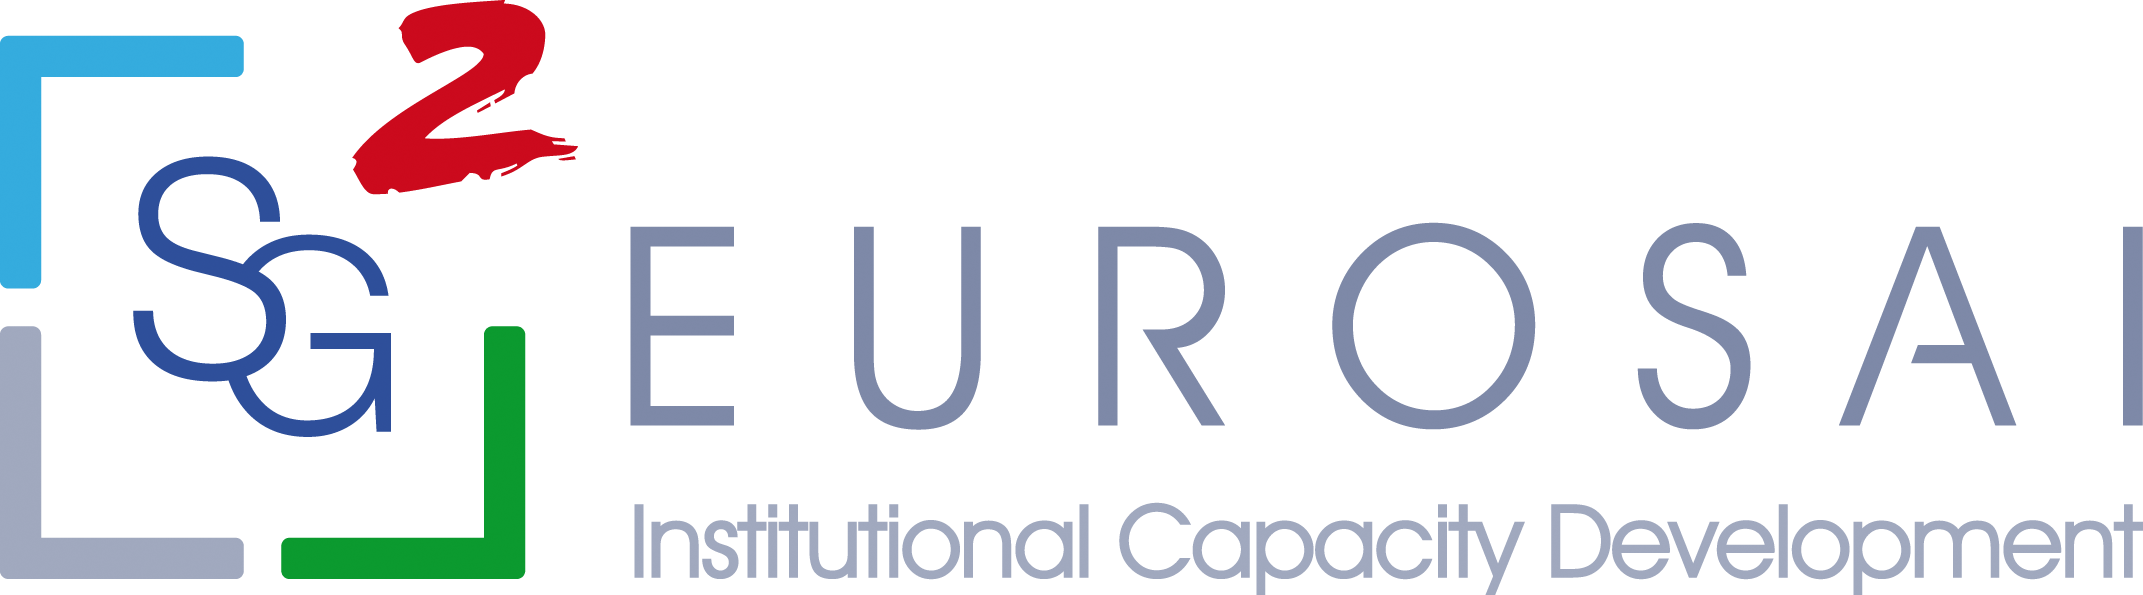 SG2
EUROSAI
Institutional Capacity Development